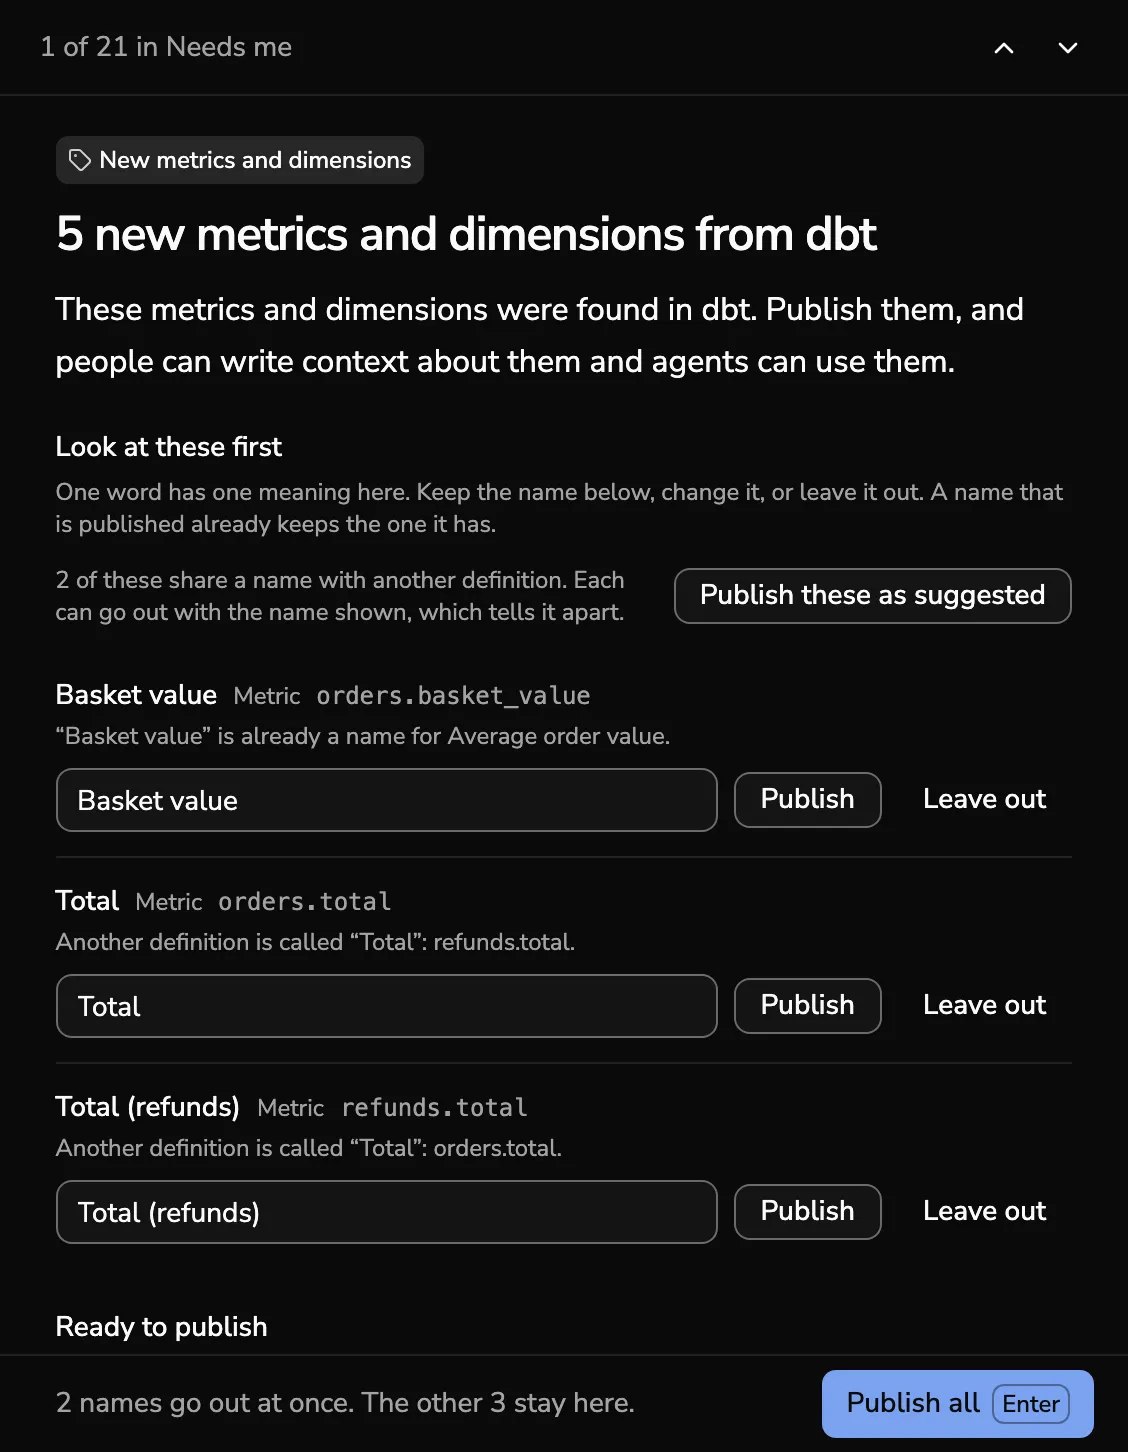 1 of 21 in Needs me
New metrics and dimensions
5 new metrics and dimensions from dbt
These metrics and dimensions were found in dbt. Publish them, and
people can write context about them and agents can use them.
Look at these first
One word has one meaning here. Keep the name below, change it, or leave it out. A name that
is published already keeps the one it has.
2 of these share a name with another definition. Each
can go out with the name shown, which tells it apart.
Publish these as suggested
Basket value Metric orders.basket_value
“Basket value” is already a name for Average order value.
Basket value Publish Leave out
Total Metric orders.total
Another definition is called “Total”: refunds.total.
Total Publish Leave out
Total (refunds) Metric refunds.total
Another definition is called “Total”: orders.total.
Total (refunds) Publish Leave out
Ready to publish
2 names go out at once. The other 3 stay here.
Publish all Enter